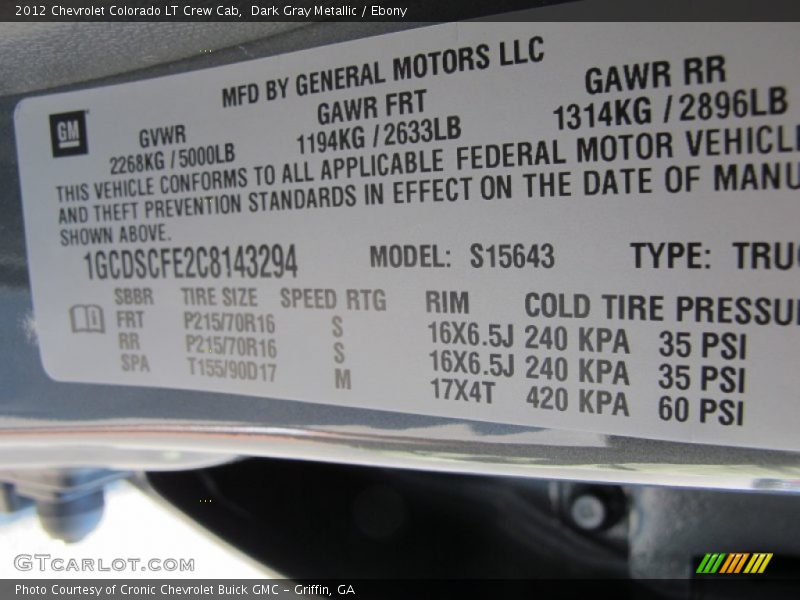 2012 Chevrolet Colorado LT Crew Cab, Dark Gray Metallic / Ebony
MFD BY GENERAL MOTORS LLC
GM
GVWR GAWR FRT GAWR RR
2268KG / 5000LB 1194KG / 2633LB 1314KG / 2896LB
THIS VEHICLE CONFORMS TO ALL APPLICABLE FEDERAL MOTOR VEHICL
AND THEFT PREVENTION STANDARDS IN EFFECT ON THE DATE OF MANU
SHOWN ABOVE.
1GCDSCFE2C8143294 MODEL: S15643 TYPE: TRUC
SBBR TIRE SIZE SPEED RTG RIM COLD TIRE PRESSU
FRT P215/70R16 S 16X6.5J 240 KPA 35 PSI
RR P215/70R16 S 16X6.5J 240 KPA 35 PSI
SPA T155/90D17 M 17X4T 420 KPA 60 PSI
GTCARLOT.COM
Photo Courtesy of Cronic Chevrolet Buick GMC – Griffin, GA